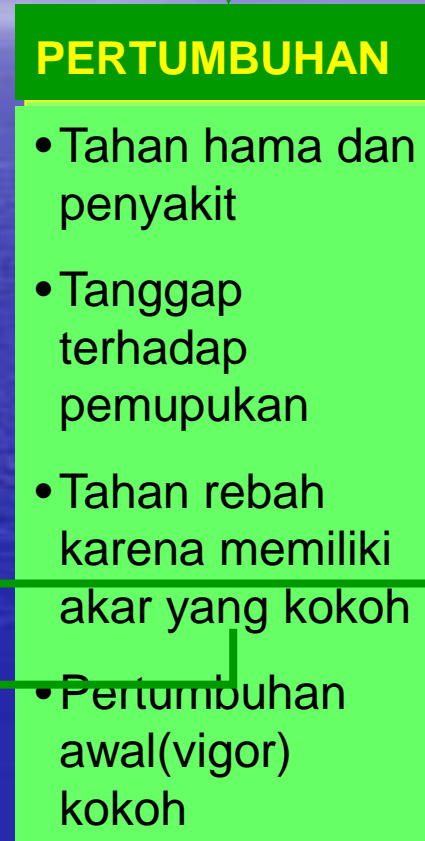 PERTUMBUHAN
•Tahan hama dan
penyakit
•Tanggap
terhadap
pemupukan
•Tahan rebah
karena memiliki
akar yang kokoh
•Pertumbuhan
awal(vigor)
kokoh